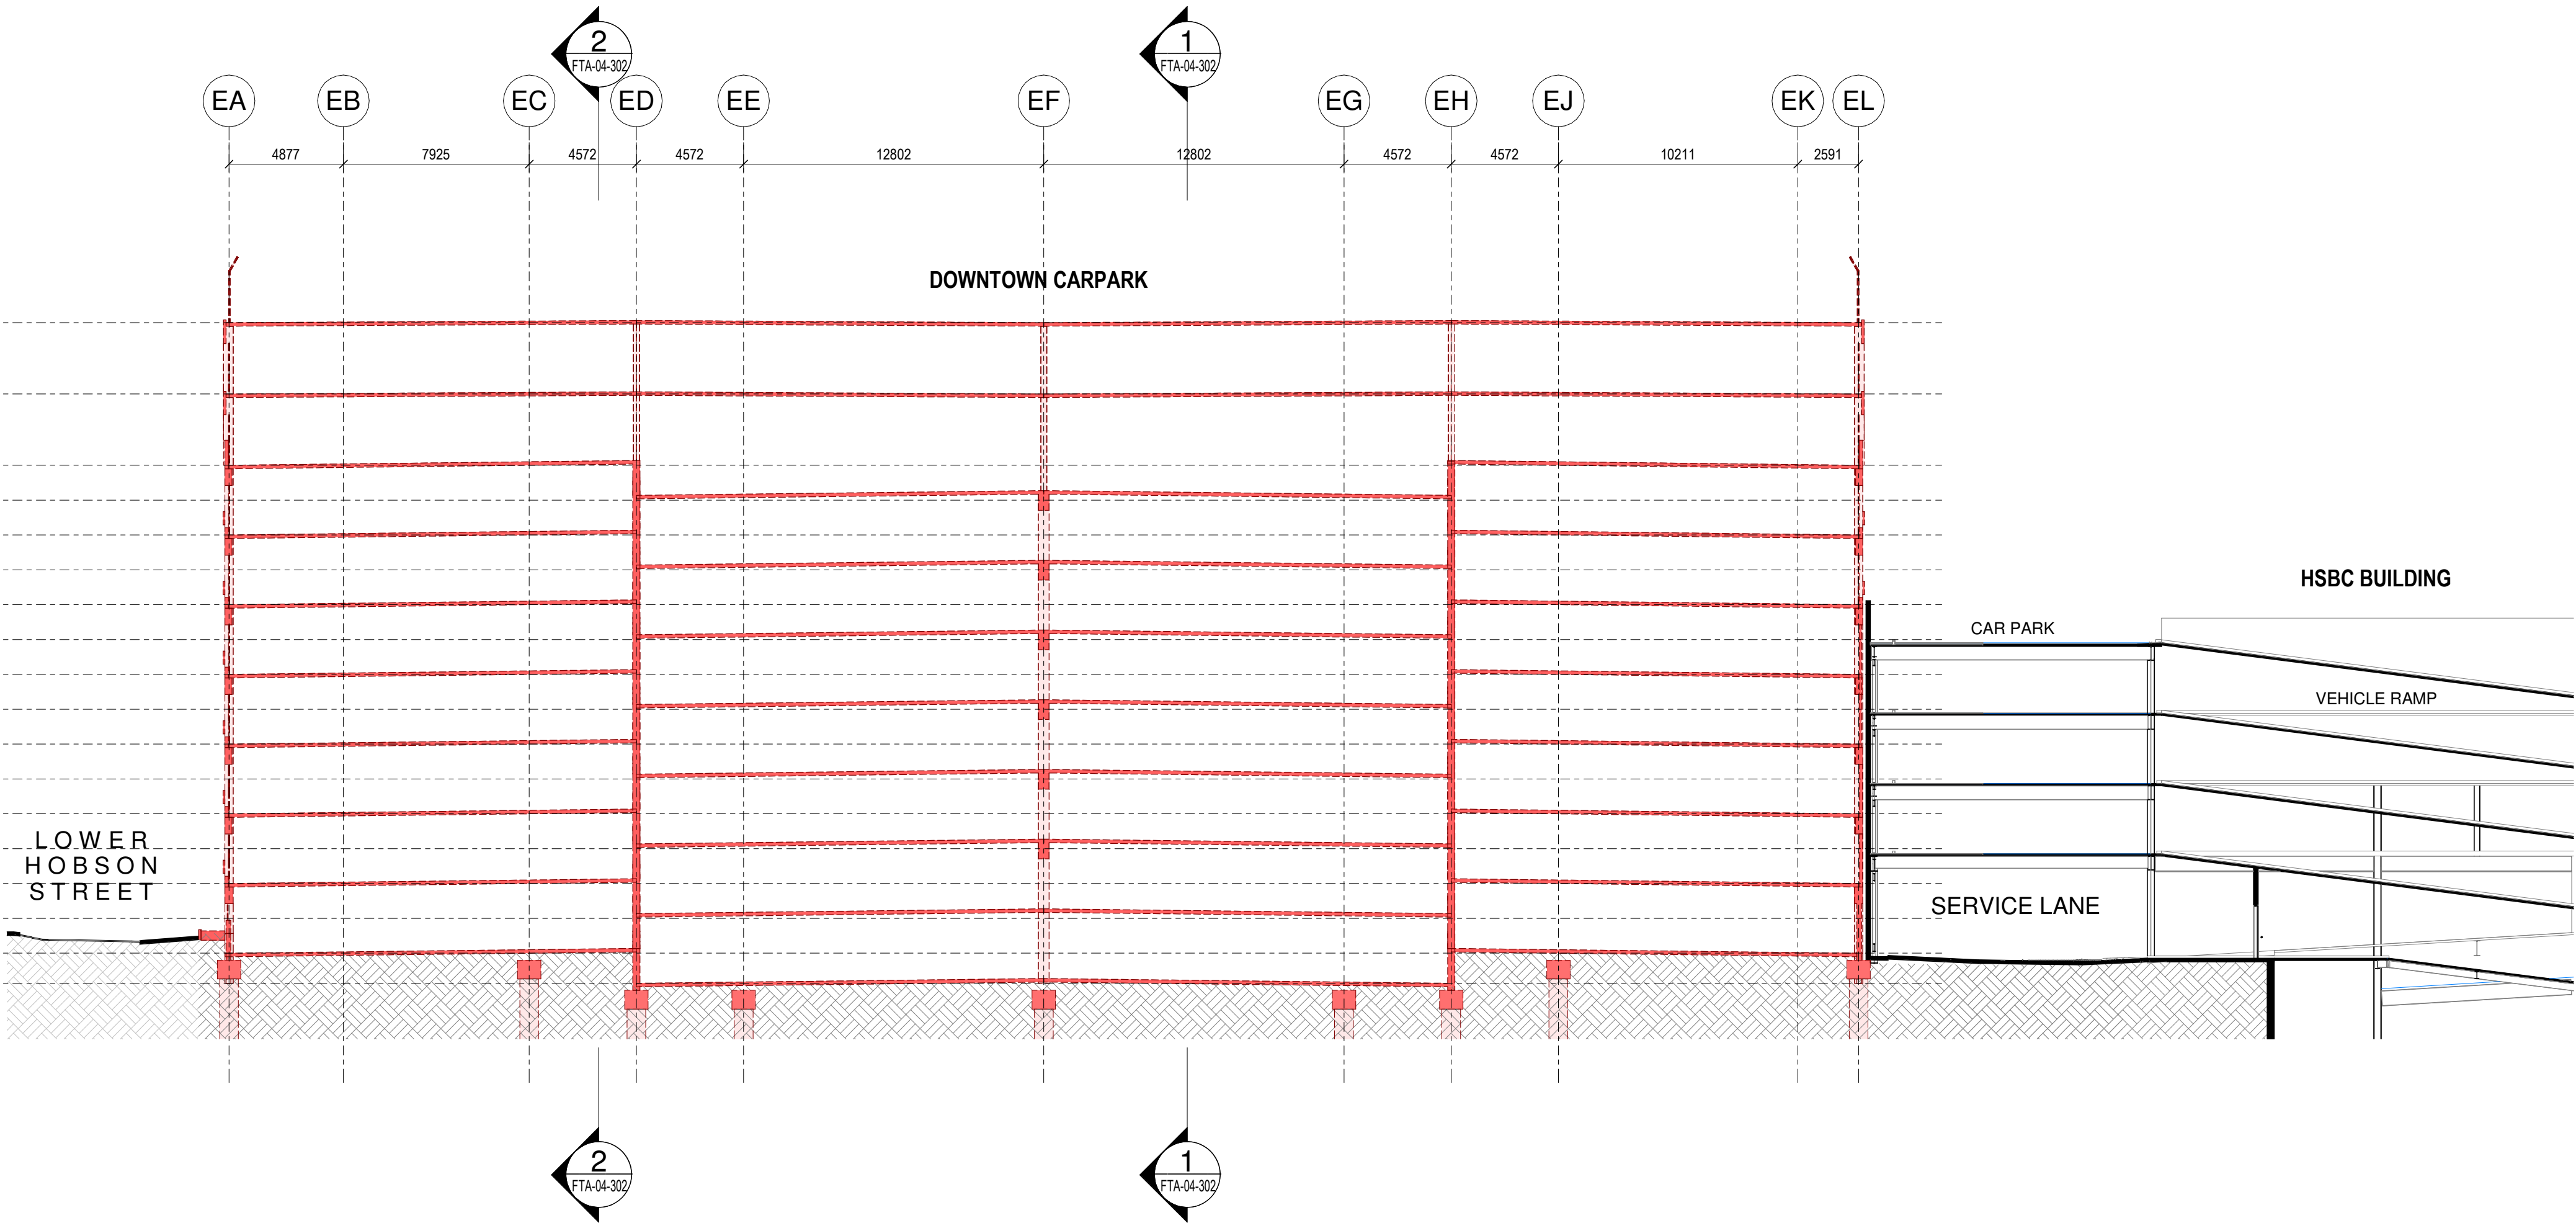 2
FTA-04-302
1
FTA-04-302
EA EB EC ED EE EF EG EH EJ EK EL
4877 7925 4572 4572 12802 12802 4572 4572 10211 2591
DOWNTOWN CARPARK
HSBC BUILDING
CAR PARK
VEHICLE RAMP
LOWER
HOBSON
STREET
SERVICE LANE
2
FTA-04-302
1
FTA-04-302